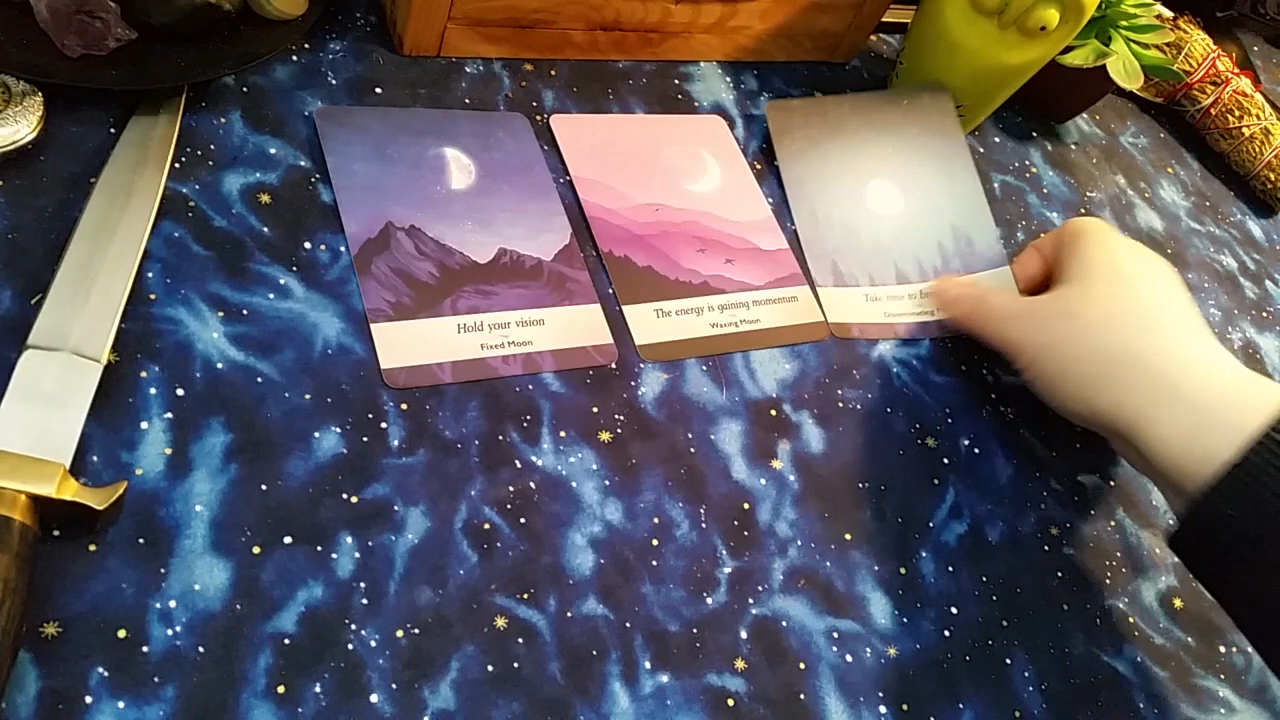 Hold your vision
Fixed Moon
The energy is gaining momentum
Waxing Moon
Take time to